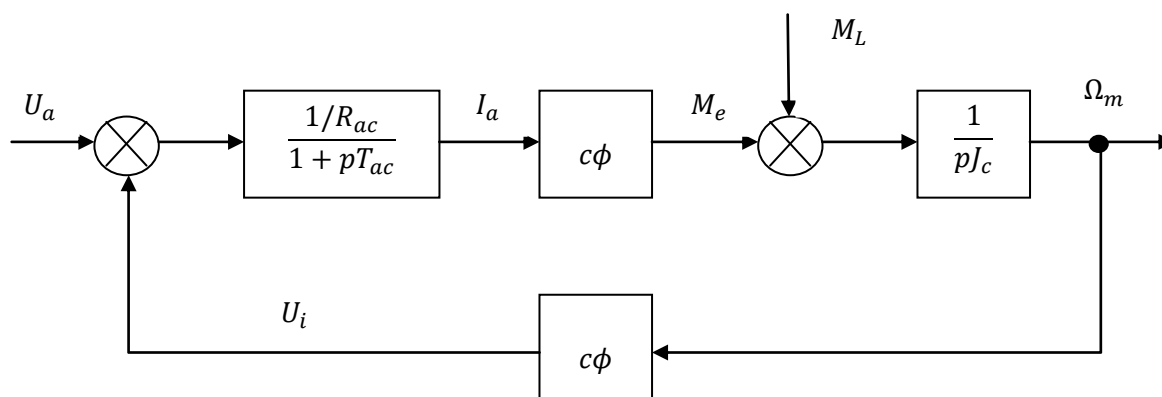 M_L
U_a
1/R_ac
1 + pT_ac
I_a
cϕ
M_e
1
pJ_c
Ω_m
U_i
cϕ